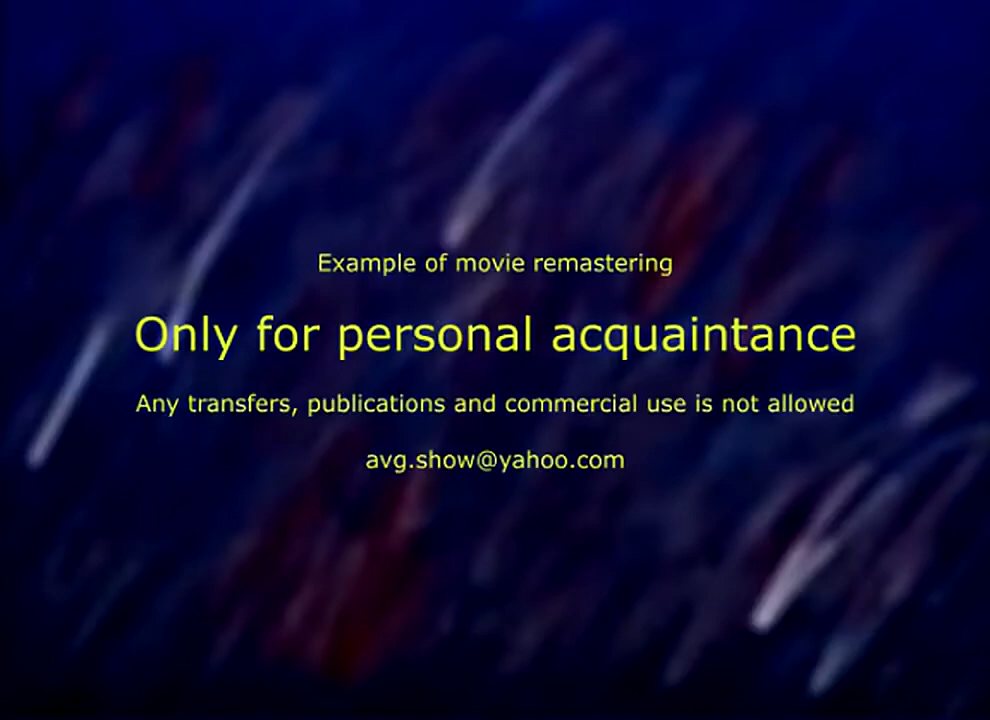 Example of movie remastering
Only for personal acquaintance
Any transfers, publications and commercial use is not allowed
avg.show@yahoo.com